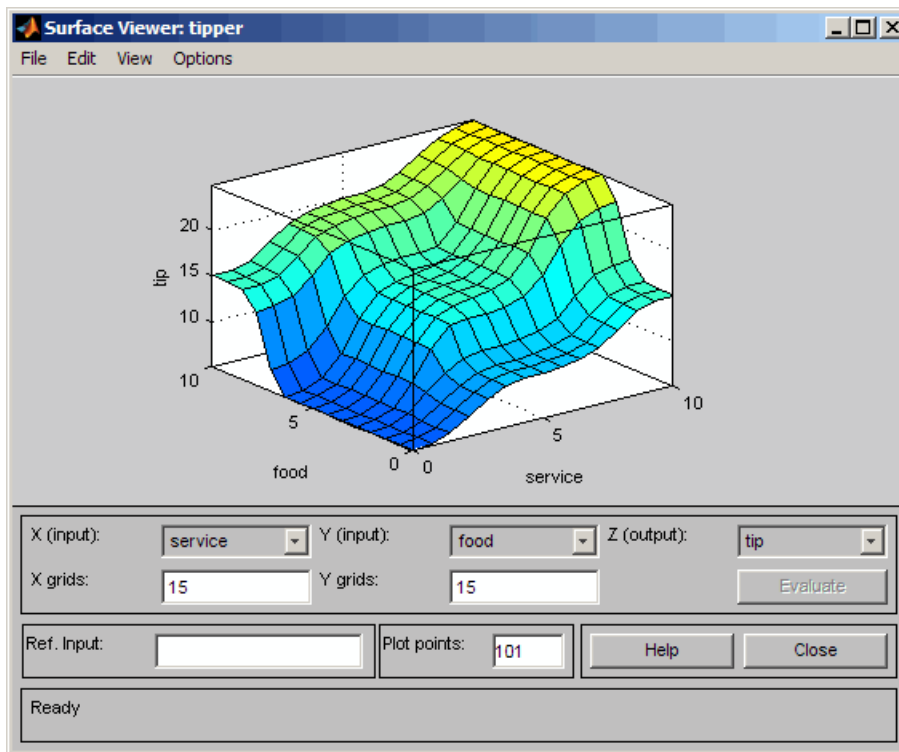 Surface Viewer: tipper
File Edit View Options
20
15
10
tip
10
5
0
food
0
5
10
service
X (input): service Y (input): food Z (output): tip
X grids: 15 Y grids: 15 Evaluate
Ref. Input: Plot points: 101 Help Close
Ready